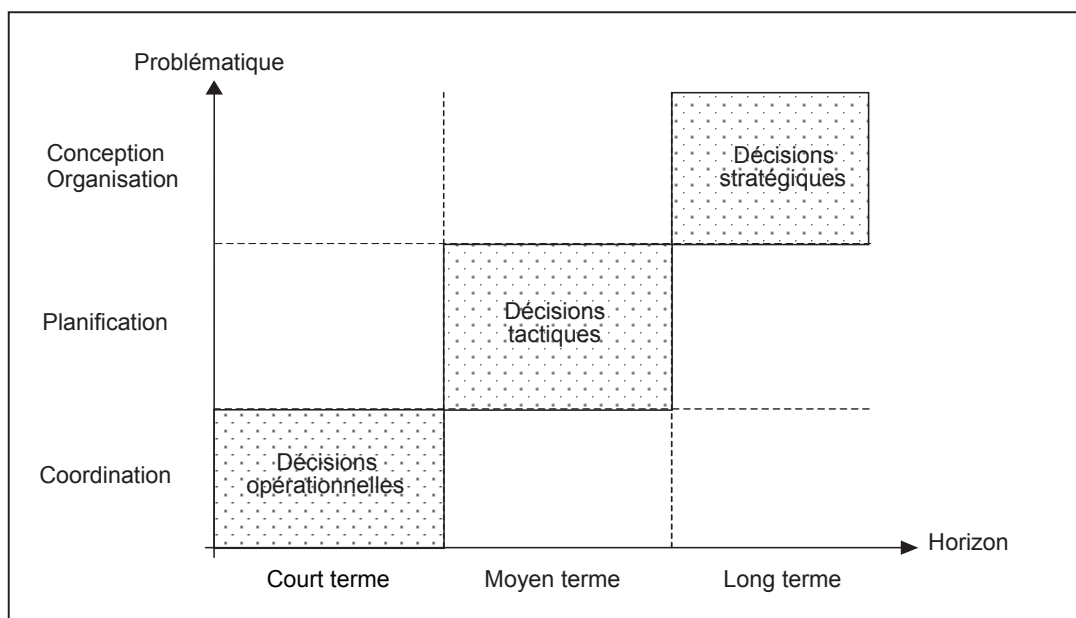 Problématique
Conception
Organisation
Décisions
stratégiques
Planification
Décisions
tactiques
Coordination
Décisions
opérationnelles
Horizon
Court terme
Moyen terme
Long terme